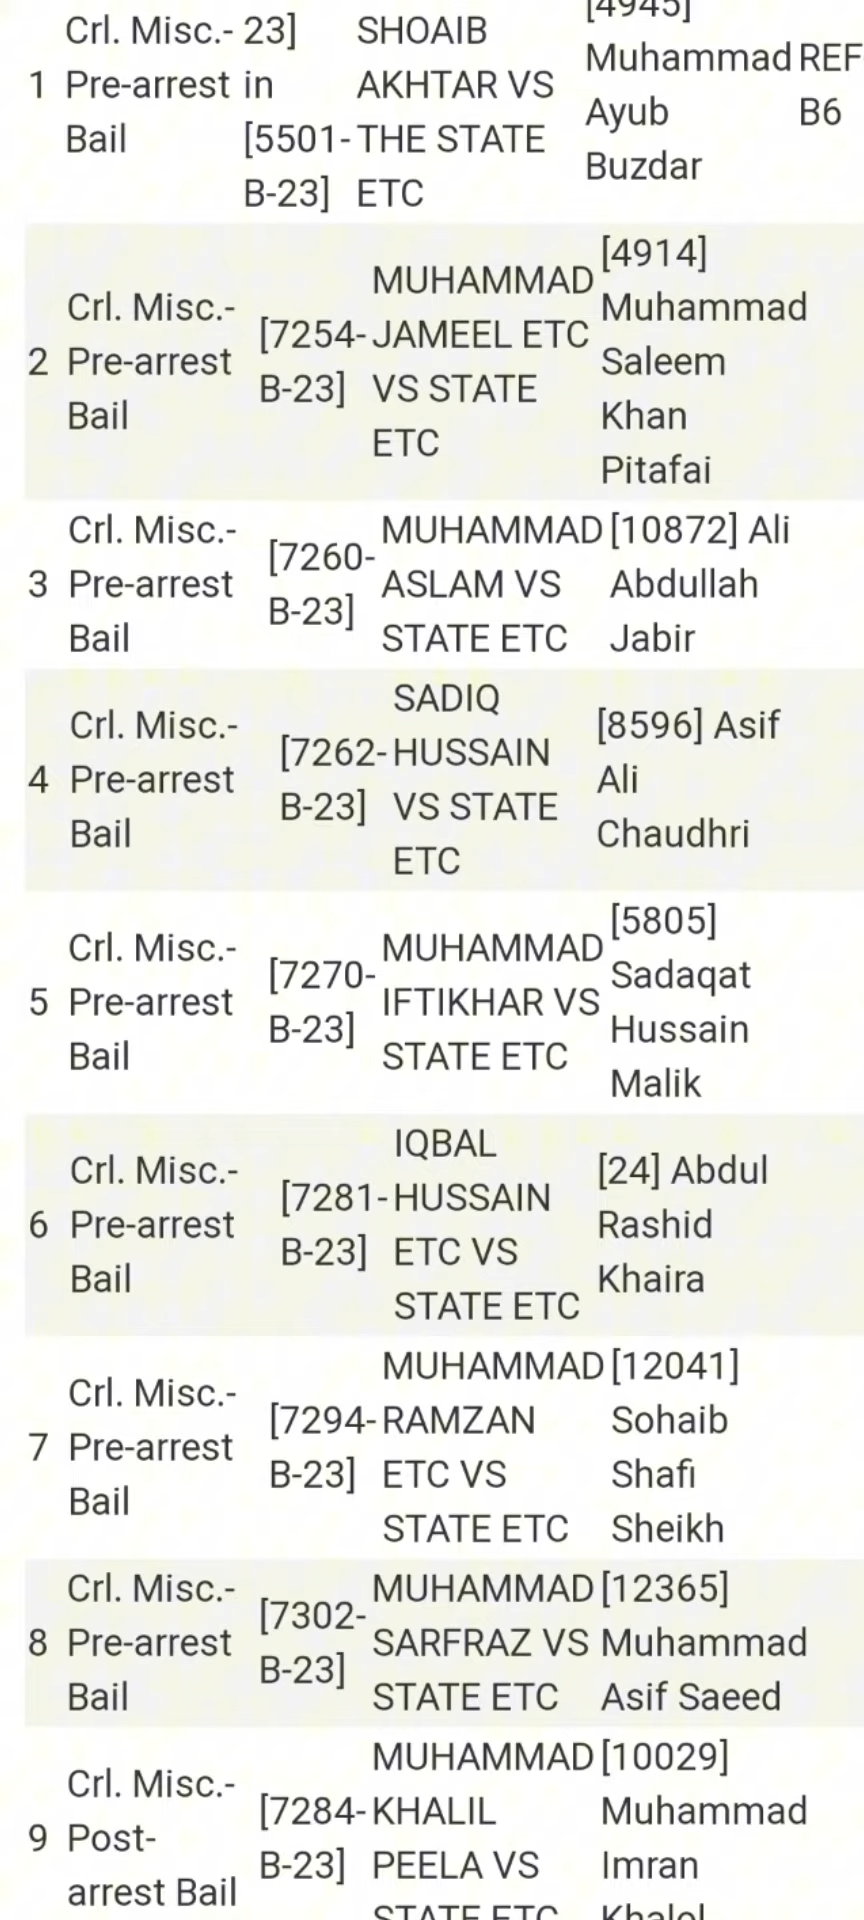 [4945]
Crl. Misc.- 23] SHOAIB Muhammad REF
1 Pre-arrest in AKHTAR VS Ayub B6
Bail [5501- THE STATE Buzdar
B-23] ETC
[4914]
MUHAMMAD Muhammad
Crl. Misc.- [7254- JAMEEL ETC Saleem
2 Pre-arrest B-23] VS STATE Khan
Bail ETC Pitafai
Crl. Misc.- [7260- MUHAMMAD [10872] Ali
3 Pre-arrest B-23] ASLAM VS Abdullah
Bail STATE ETC Jabir
SADIQ
Crl. Misc.- [7262- HUSSAIN [8596] Asif
4 Pre-arrest B-23] VS STATE Ali
Bail ETC Chaudhri
[5805]
Crl. Misc.- [7270- MUHAMMAD Sadaqat
5 Pre-arrest B-23] IFTIKHAR VS Hussain
Bail STATE ETC Malik
IQBAL
Crl. Misc.- [7281- HUSSAIN [24] Abdul
6 Pre-arrest B-23] ETC VS Rashid
Bail STATE ETC Khaira
MUHAMMAD [12041]
Crl. Misc.- [7294- RAMZAN Sohaib
7 Pre-arrest B-23] ETC VS Shafi
Bail STATE ETC Sheikh
Crl. Misc.- [7302- MUHAMMAD [12365]
8 Pre-arrest B-23] SARFRAZ VS Muhammad
Bail STATE ETC Asif Saeed
MUHAMMAD [10029]
Crl. Misc.- [7284- KHALIL Muhammad
9 Post- B-23] PEELA VS Imran
arrest Bail STATE ETC